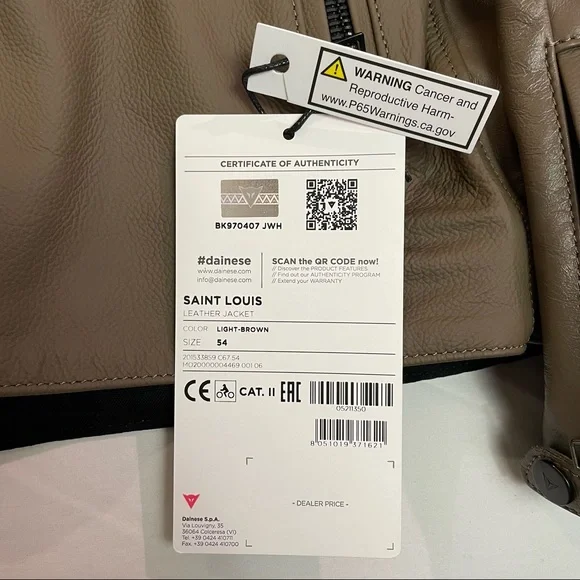 WARNING Cancer and
Reproductive Harm-
www.P65Warnings.ca.gov
CERTIFICATE OF AUTHENTICITY
BK970407 JWH
#dainese
www.dainese.com
info@dainese.com
SCAN the QR CODE now!
// Discover the PRODUCT FEATURES
// Find out our AUTHENTICITY PROGRAM
// Extend your WARRANTY
SAINT LOUIS
LEATHER JACKET
COLOR LIGHT-BROWN
SIZE 54
201533859 C67.54
MO20000004469 001 06
CE CAT. II EAC
05211350
8 051019 371621
- DEALER PRICE -
Dainese S.p.A.
Via Louvigny, 35
36064 Colceresa (VI)
Tel. +39 0424 410711
Fax. +39 0424 410700